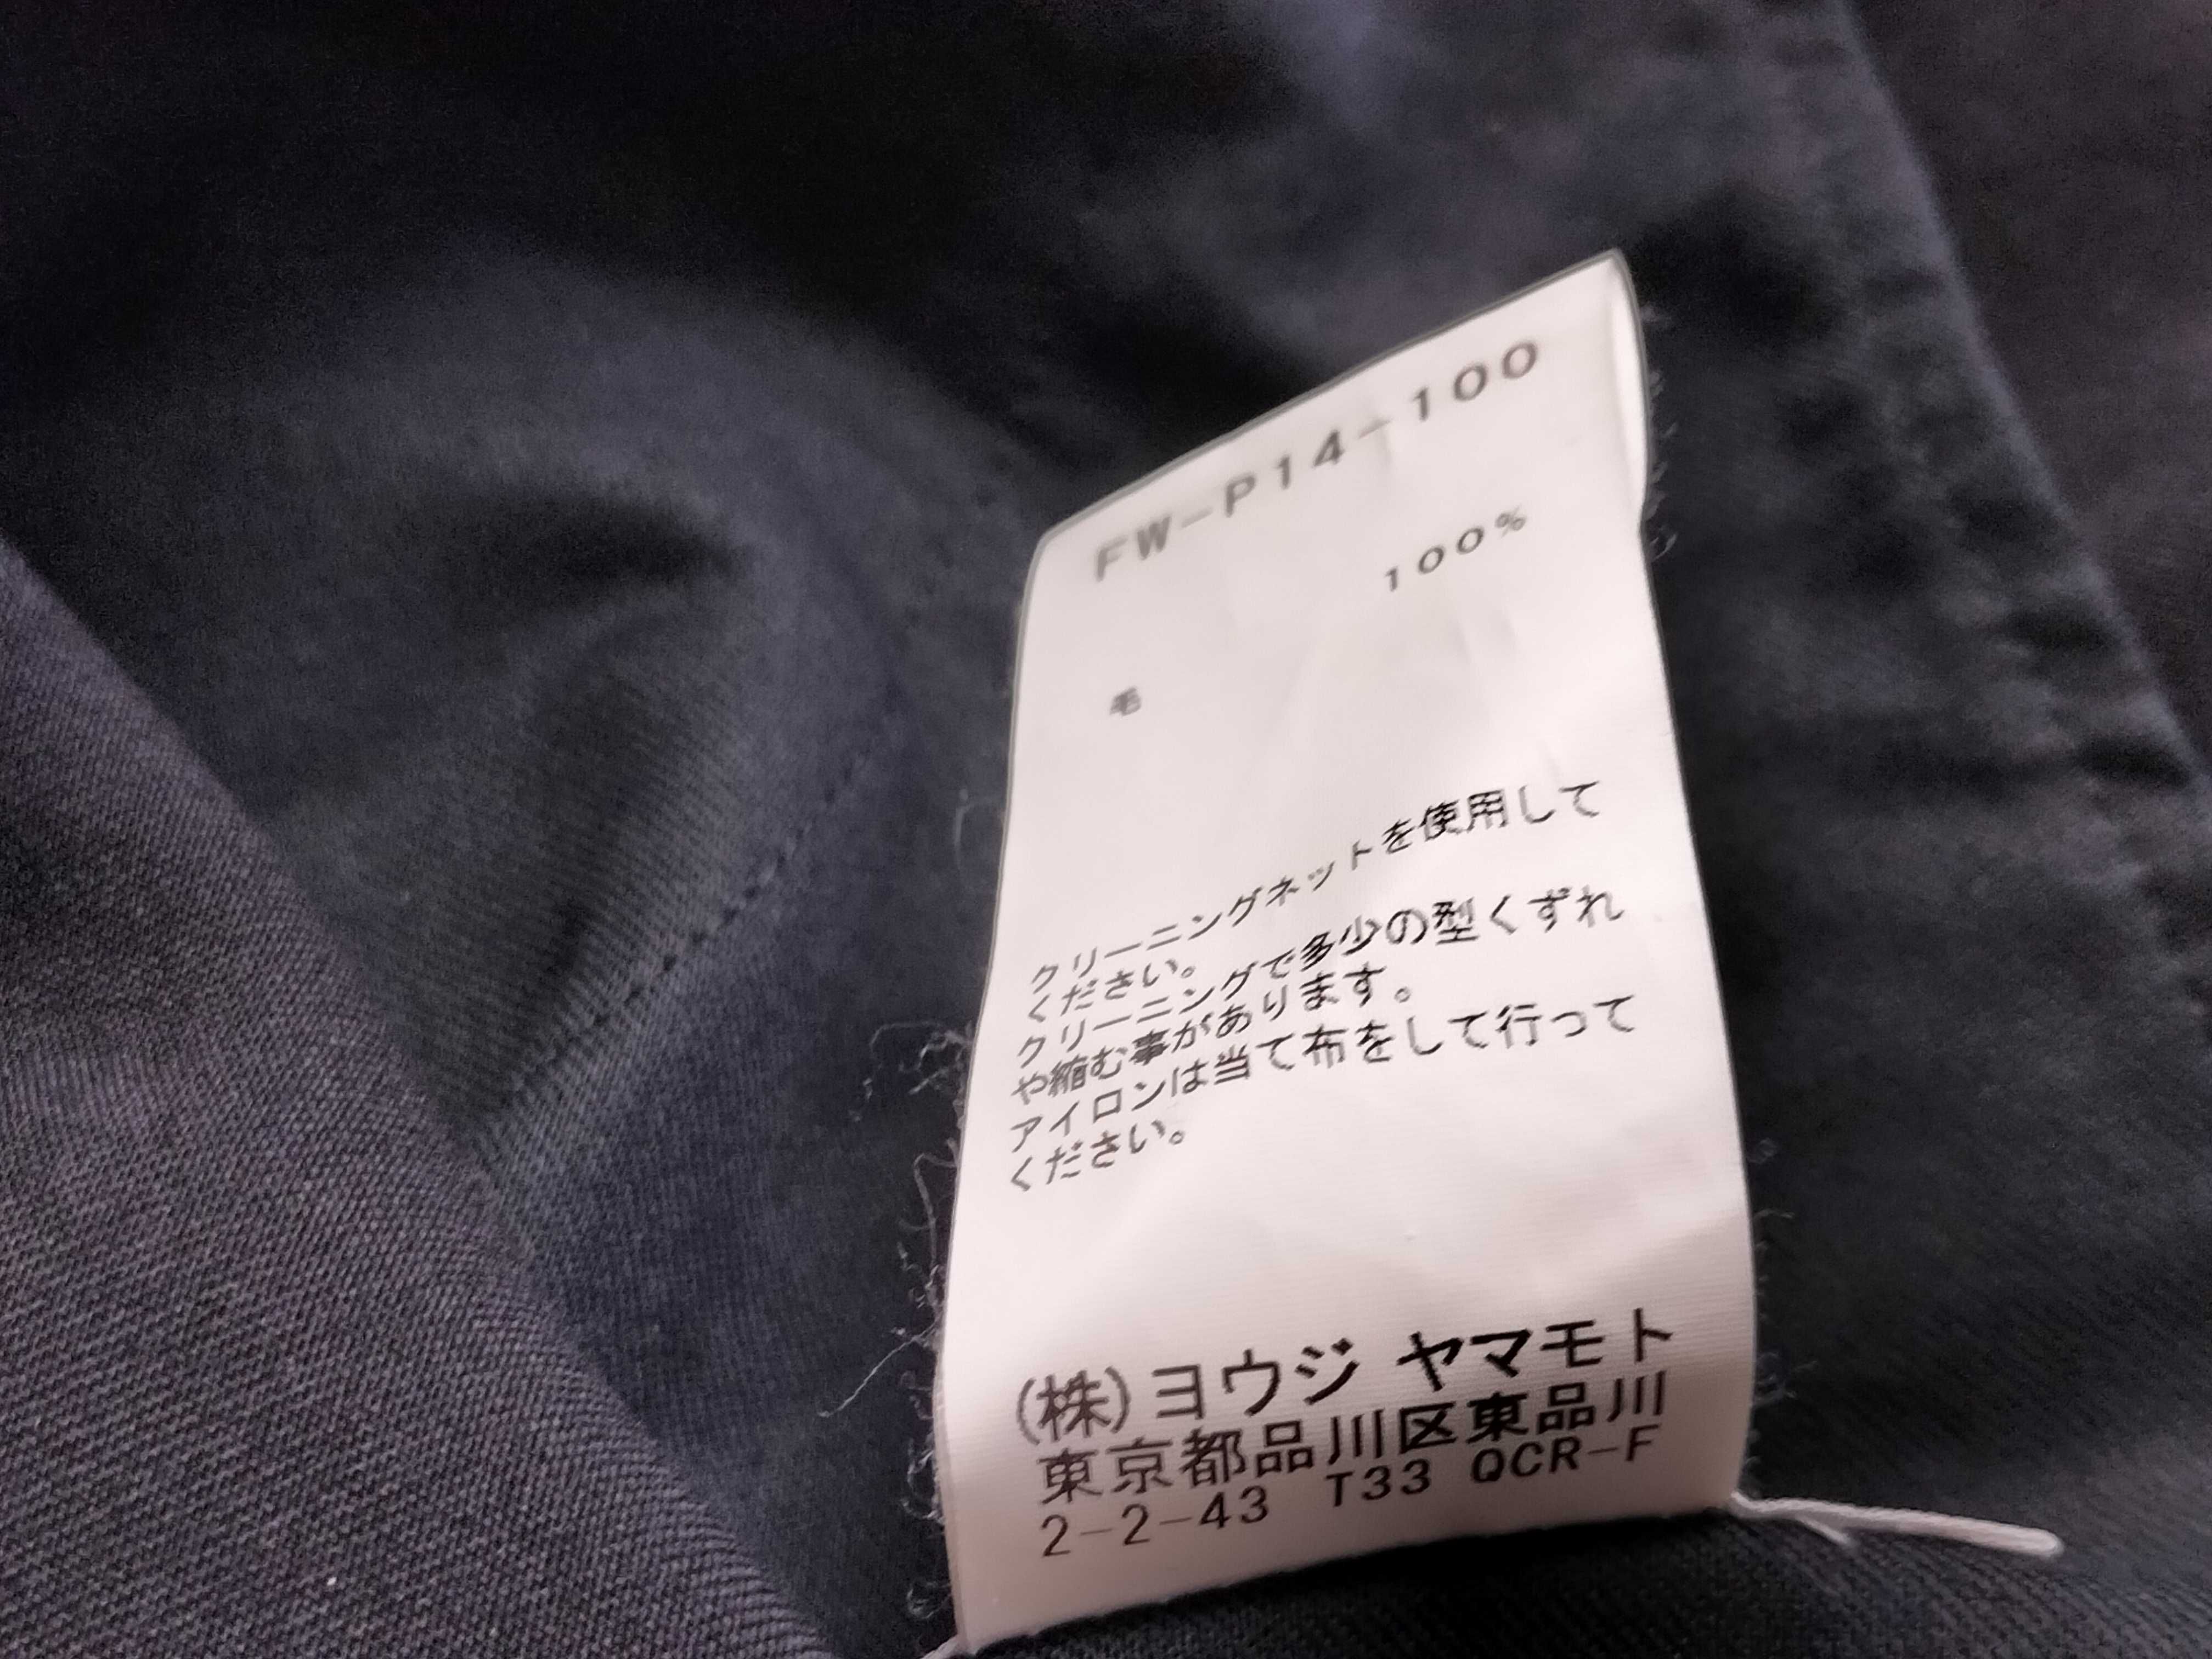 FW-P14-100
100%
毛
クリーニングネットを使用して
ください。
クリーニングで多少の型くずれ
や縮む事があります。
アイロンは当て布をして行って
ください。
(株)ヨウジ ヤマモト
東京都品川区東品川
2-2-43 T33 QCR-F